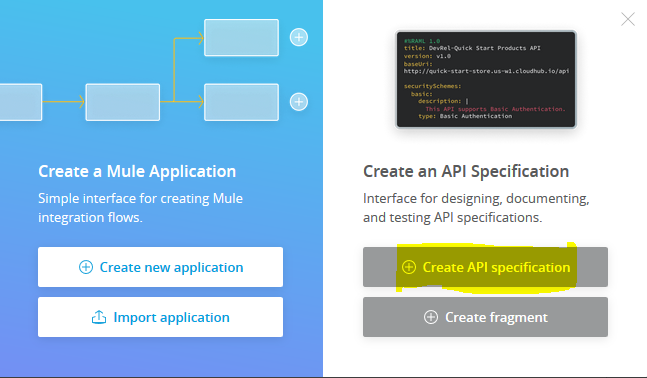 #%RAML 1.0
title: DevRel-Quick Start Products API
version: v1.0
baseUri:
http://quick-start-store.us-w1.cloudhub.io/api
securitySchemes:
basic:
description: |
This API supports Basic Authentication.
type: Basic Authentication
Create a Mule Application
Simple interface for creating Mule
integration flows.
Create new application
Import application
Create an API Specification
Interface for designing, documenting,
and testing API specifications.
Create API specification
Create fragment